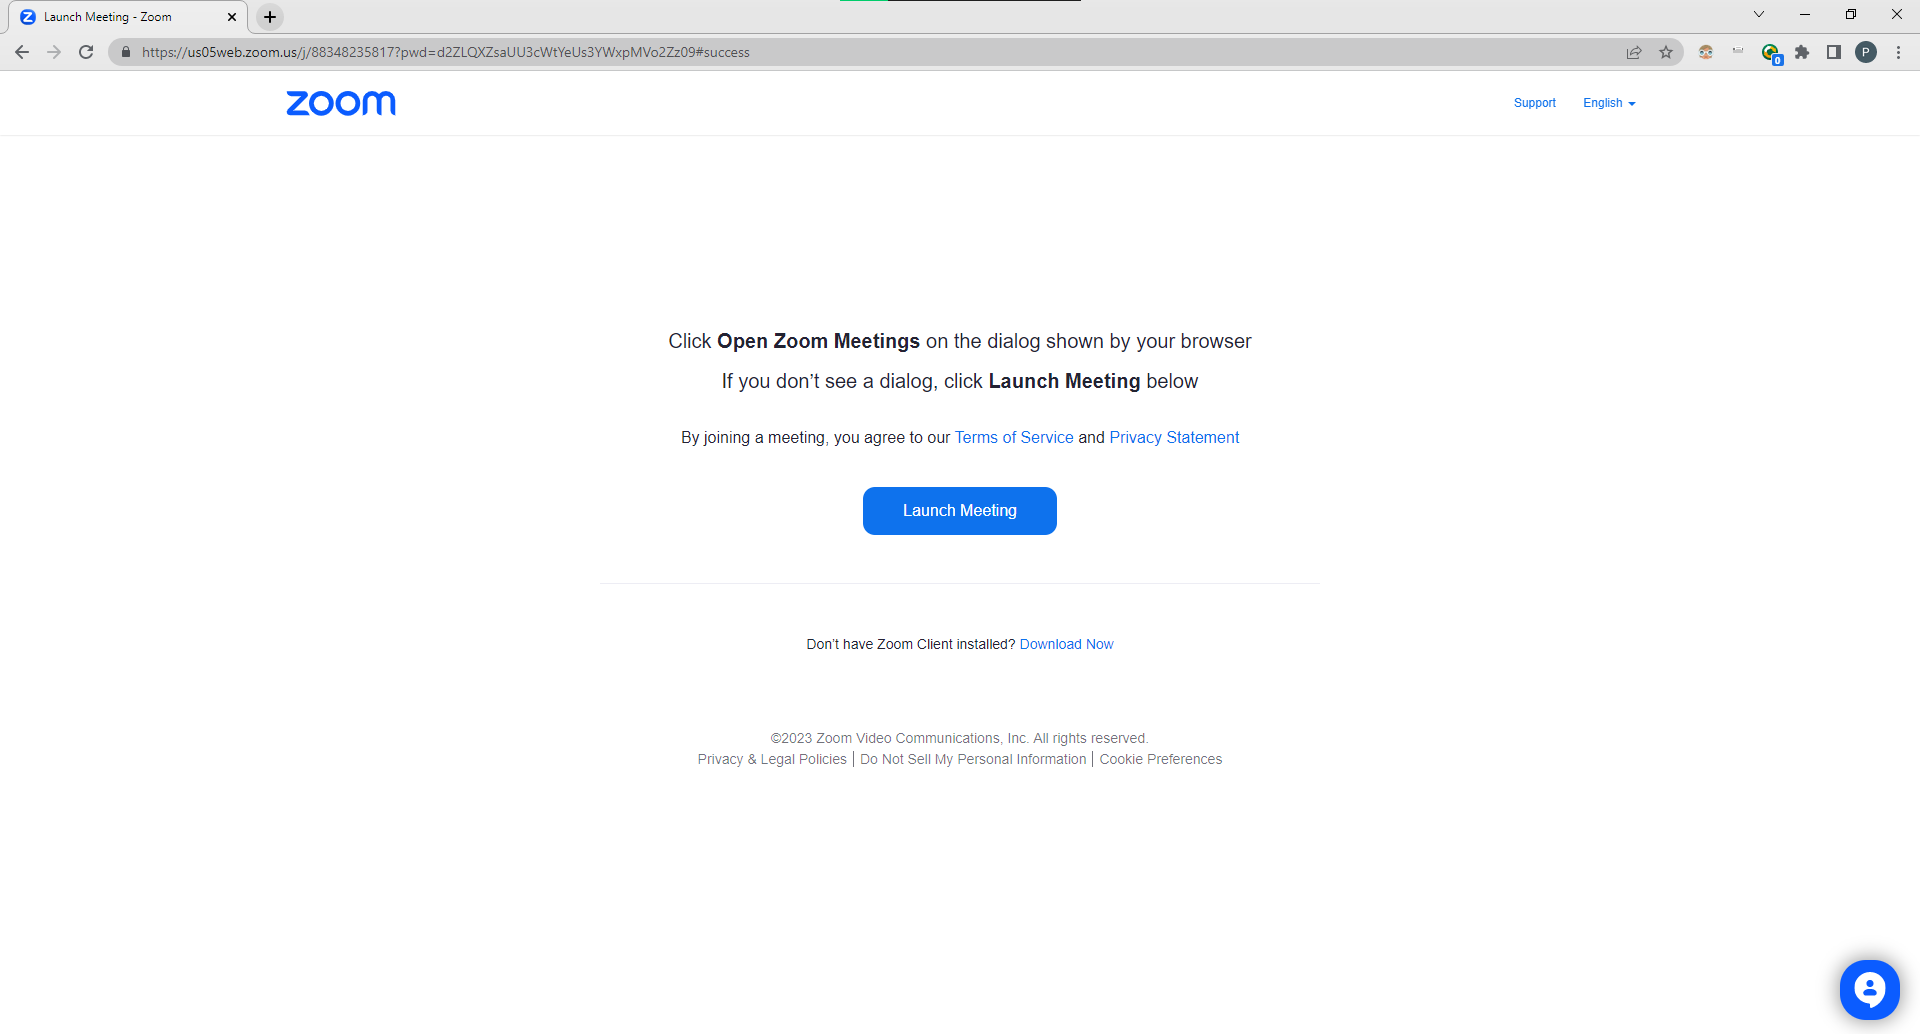 Launch Meeting - Zoom
https://us05web.zoom.us/j/88348235817?pwd=d2ZLQXZsaUU3cWtYeUs3YWxpMVo2Zz09#success
0
P
zoom
Support
English
Click Open Zoom Meetings on the dialog shown by your browser
If you don’t see a dialog, click Launch Meeting below
By joining a meeting, you agree to our Terms of Service and Privacy Statement
Launch Meeting
Don’t have Zoom Client installed? Download Now
©2023 Zoom Video Communications, Inc. All rights reserved.
Privacy & Legal Policies | Do Not Sell My Personal Information | Cookie Preferences